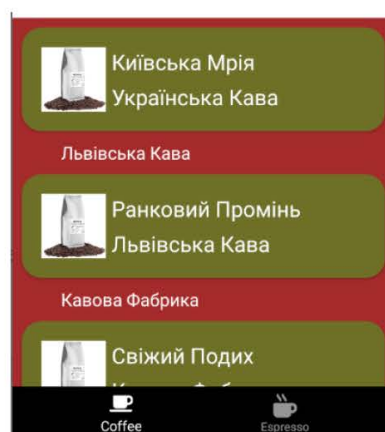 Київська Мрія
Українська Кава
Львівська Кава
Ранковий Промінь
Львівська Кава
Кавова Фабрика
Свіжий Подих
Coffee
Espresso